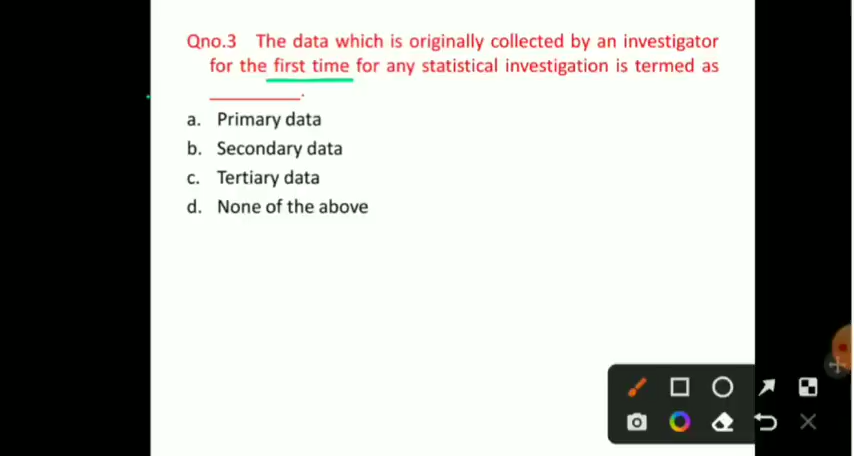 Qno.3 The data which is originally collected by an investigator
for the first time for any statistical investigation is termed as
__________.
a. Primary data
b. Secondary data
c. Tertiary data
d. None of the above